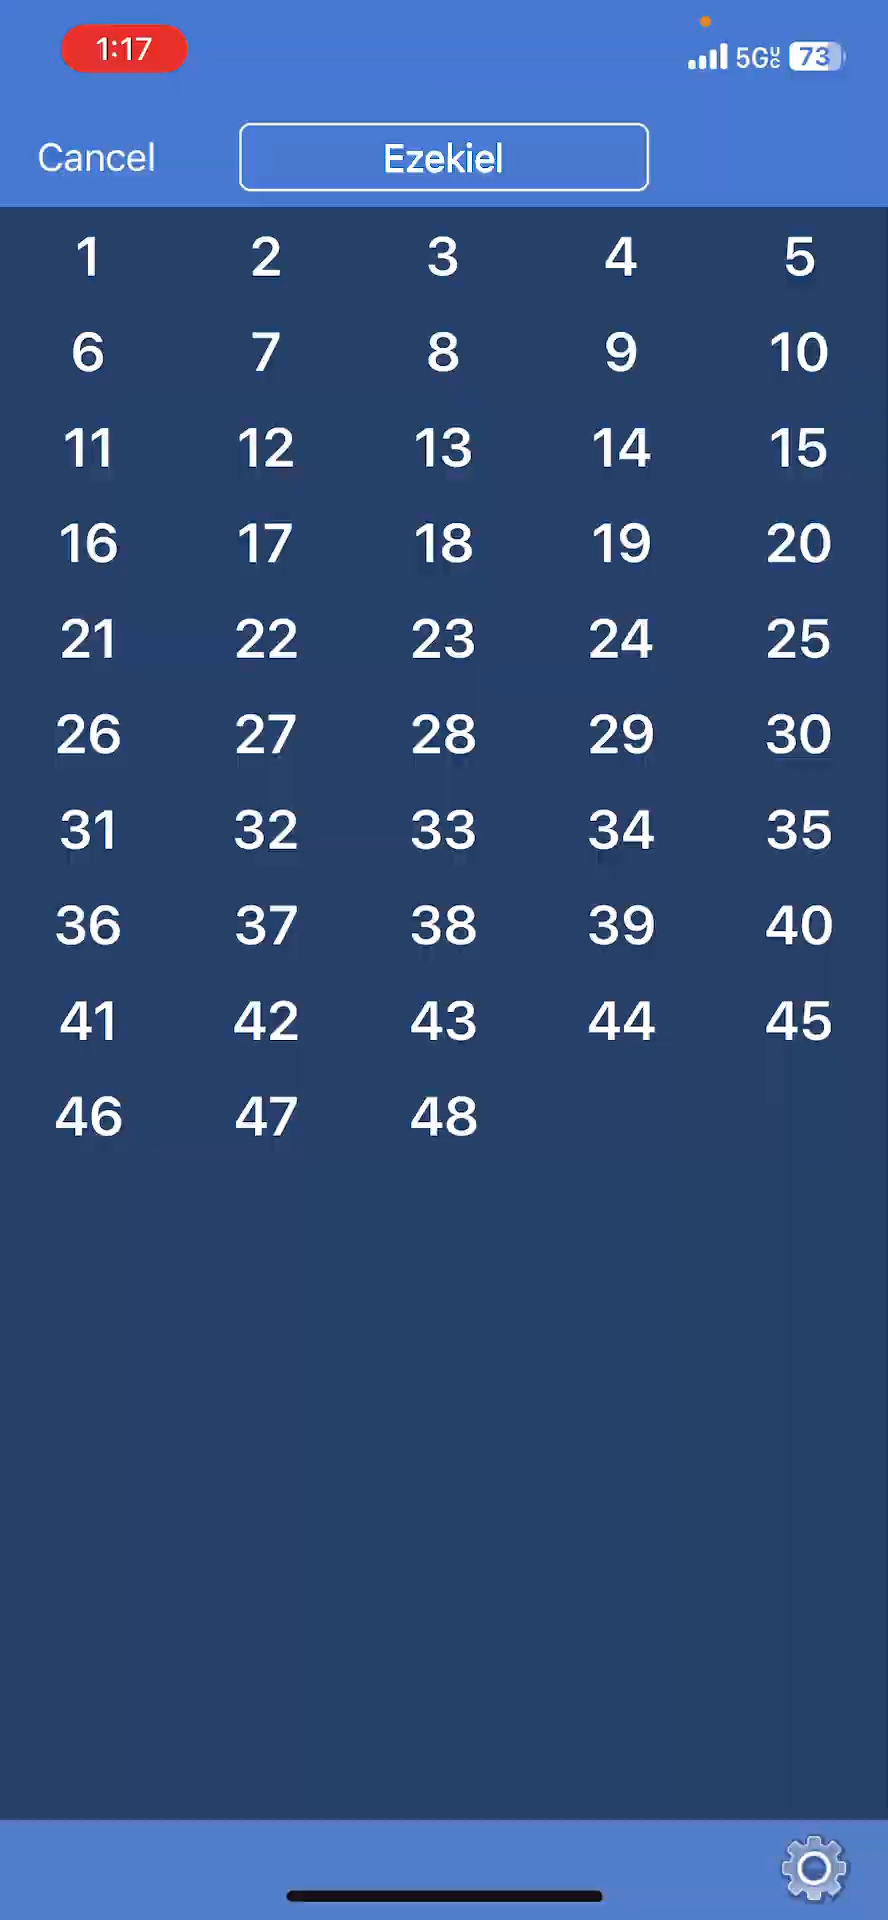 1:17
5GUC 73
Cancel
Ezekiel
1 2 3 4 5
6 7 8 9 10
11 12 13 14 15
16 17 18 19 20
21 22 23 24 25
26 27 28 29 30
31 32 33 34 35
36 37 38 39 40
41 42 43 44 45
46 47 48